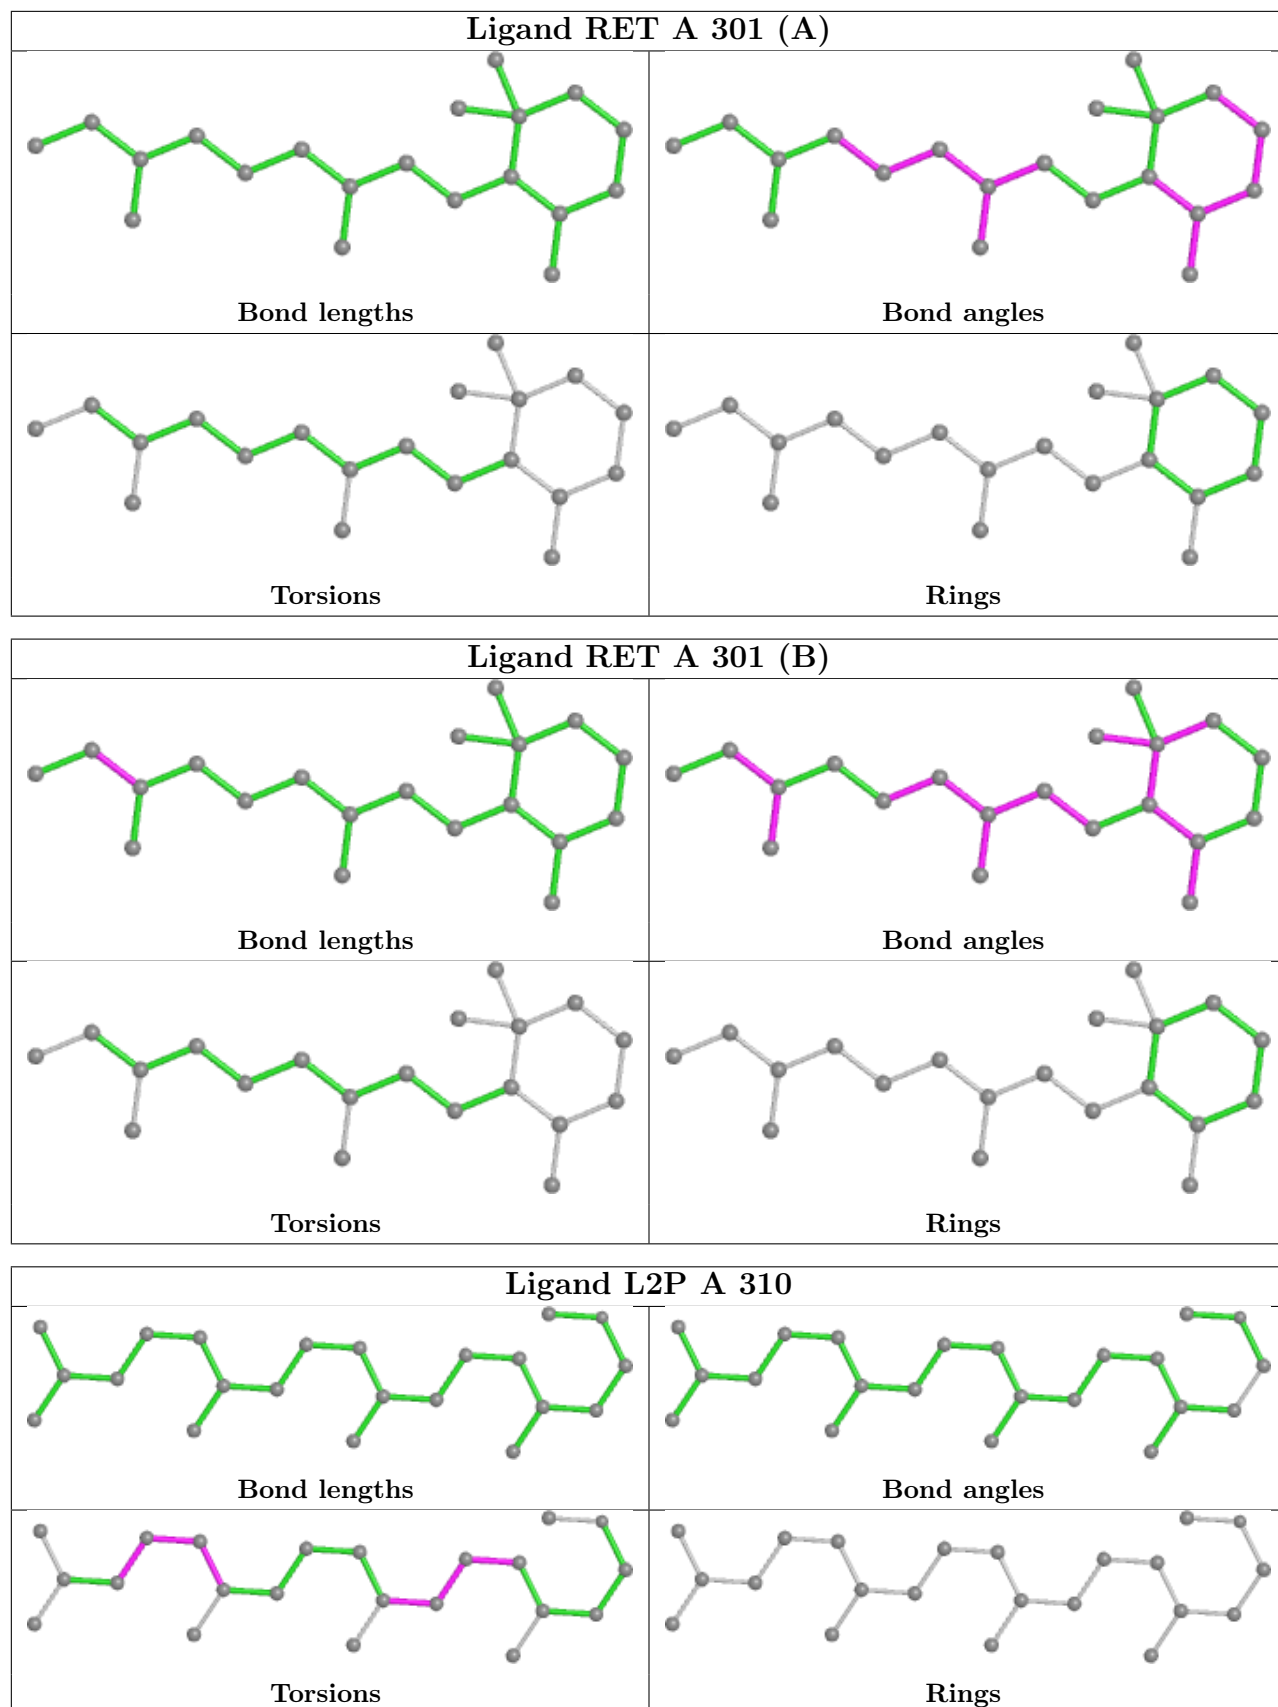 Ligand RET A 301 (A)
Bond lengths
Bond angles
Torsions
Rings
Ligand RET A 301 (B)
Bond lengths
Bond angles
Torsions
Rings
Ligand L2P A 310
Bond lengths
Bond angles
Torsions
Rings